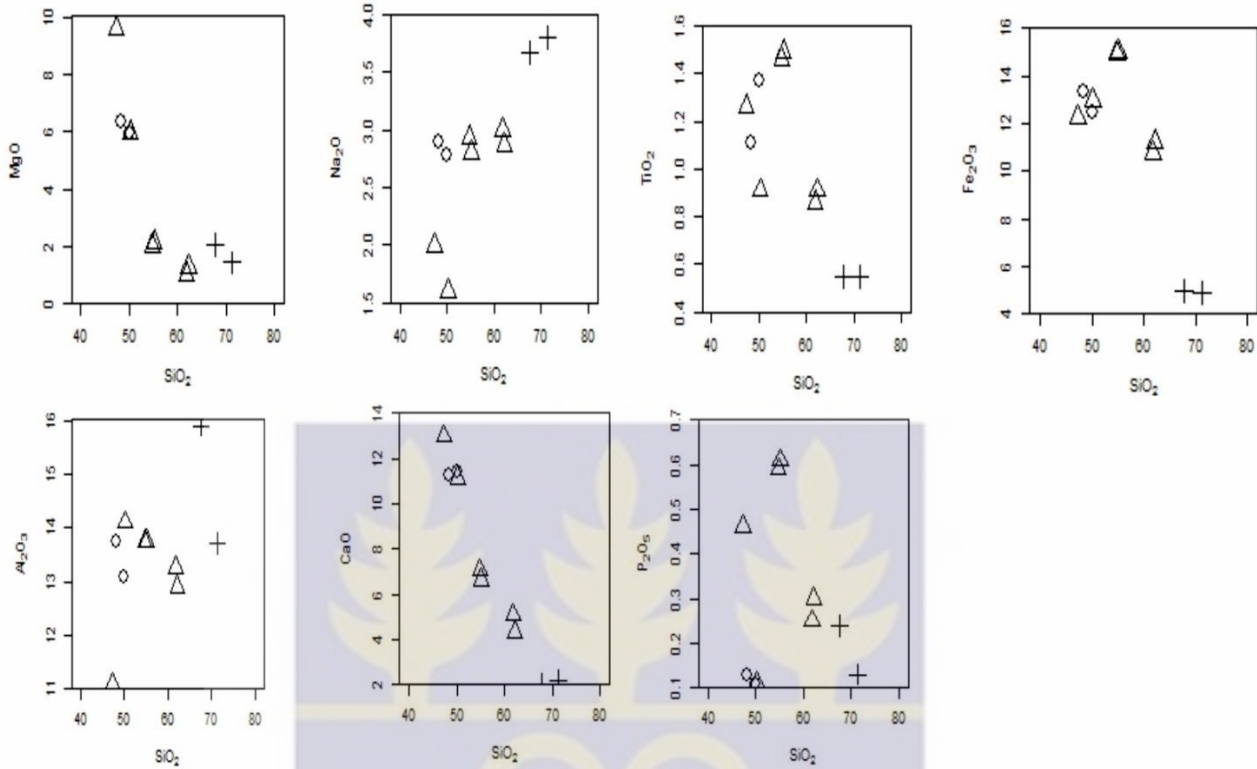 MgO
0 2 4 6 8 10
40 50 60 70 80
SiO₂
Na₂O
1.5 2.0 2.5 3.0 3.5 4.0
40 50 60 70 80
SiO₂
TiO₂
0.4 0.6 0.8 1.0 1.2 1.4 1.6
40 50 60 70 80
SiO₂
Fe₂O₃
4 6 8 10 12 14 16
40 50 60 70 80
SiO₂
Al₂O₃
11 12 13 14 15 16
40 50 60 70 80
SiO₂
CaO
2 4 6 8 10 12 14
40 50 60 70 80
SiO₂
P₂O₅
0.1 0.2 0.3 0.4 0.5 0.6 0.7
40 50 60 70 80
SiO₂